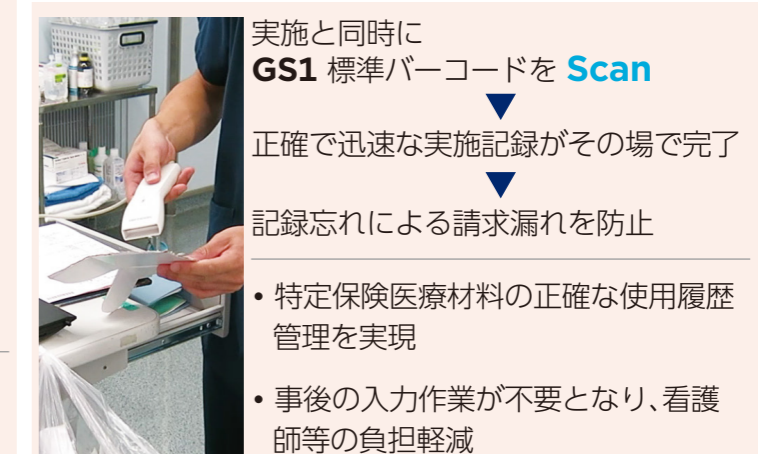 実施と同時に
GS1 標準バーコードを Scan
正確で迅速な実施記録がその場で完了
記録忘れによる請求漏れを防止
• 特定保険医療材料の正確な使用履歴
管理を実現
• 事後の入力作業が不要となり、看護
師等の負担軽減